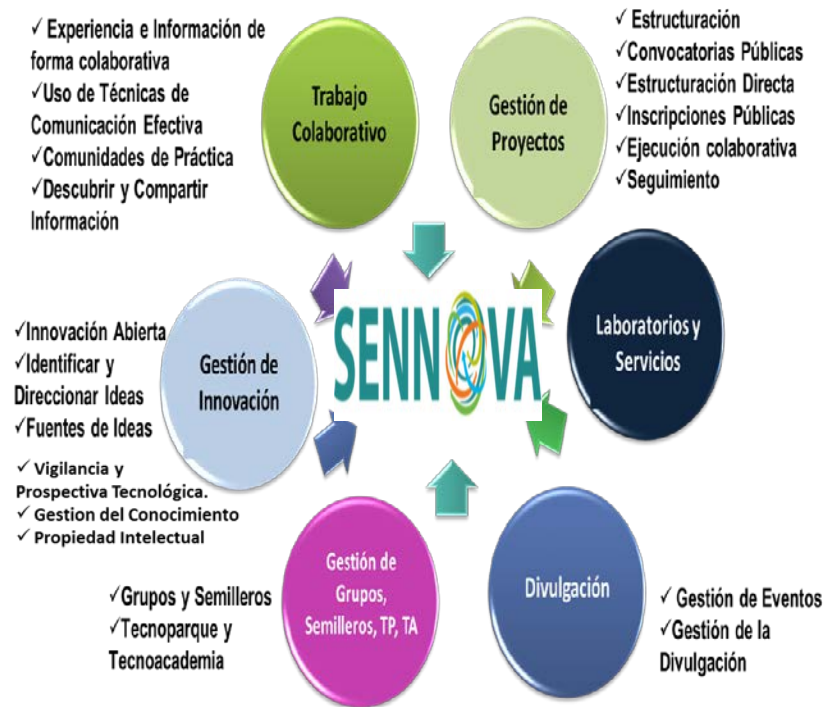 ✓ Experiencia e Información de
forma colaborativa
✓Uso de Técnicas de
Comunicación Efectiva
✓Comunidades de Práctica
✓Descubrir y Compartir
Información
Trabajo
Colaborativo
Gestión de
Proyectos
✓ Estructuración
✓Convocatorias Públicas
✓Estructuración Directa
✓Inscripciones Públicas
✓Ejecución colaborativa
✓Seguimiento
✓Innovación Abierta
✓Identificar y
Direccionar Ideas
✓Fuentes de Ideas
✓ Vigilancia y
Prospectiva Tecnológica.
✓ Gestion del Conocimiento
✓ Propiedad Intelectual
Gestión de
Innovación
SENNOVA
Laboratorios y
Servicios
✓Grupos y Semilleros
✓Tecnoparque y
Tecnoacademia
Gestión de
Grupos,
Semilleros, TP, TA
Divulgación
✓ Gestión de Eventos
✓Gestión de la
Divulgación